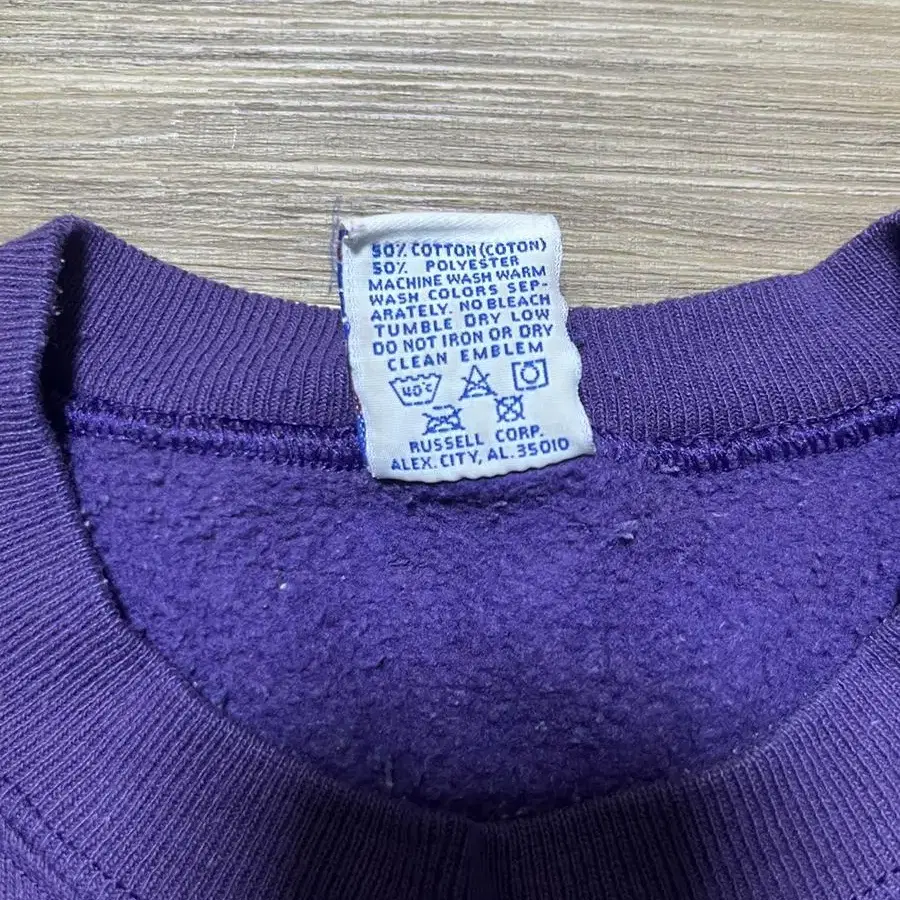 50% COTTON (COTON)
50% POLYESTER
MACHINE WASH WARM
WASH COLORS SEP-
ARATELY. NO BLEACH
TUMBLE DRY LOW
DO NOT IRON OR DRY
CLEAN EMBLEM
40°C
RUSSELL CORP.
ALEX. CITY, AL. 35010